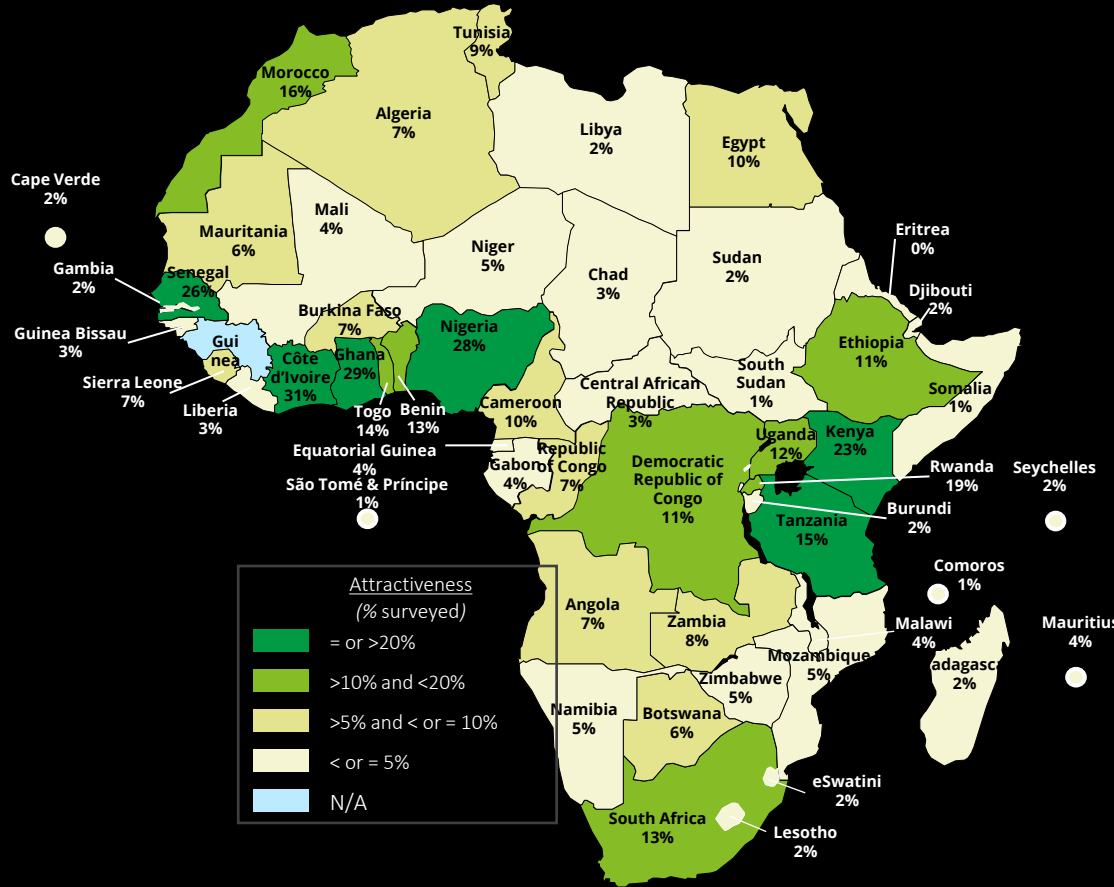 Tunisia
9%
Morocco
16%
Algeria
7%
Libya
2%
Egypt
10%
Cape Verde
2%
Mali
4%
Mauritania
6%
Niger
5%
Chad
3%
Sudan
2%
Eritrea
0%
Gambia
2%
Senegal
26%
Djibouti
2%
Guinea Bissau
3%
Burkina Faso
7%
Nigeria
28%
Gui
nea
Ghana
29%
Côte
d'Ivoire
31%
Ethiopia
11%
Sierra Leone
7%
Liberia
3%
Togo
14%
Benin
13%
Cameroon
10%
Central African
Republic
3%
South
Sudan
1%
Somalia
1%
Equatorial Guinea
4%
Gabon
4%
Republic
of Congo
7%
Democratic
Republic of
Congo
11%
Uganda
12%
Kenya
23%
Rwanda
19%
Seychelles
2%
São Tomé & Príncipe
1%
Burundi
2%
Tanzania
15%
Comoros
1%
Angola
7%
Zambia
8%
Malawi
4%
Mauritius
4%
Mozambique
5%
adagasc
2%
Zimbabwe
5%
Namibia
5%
Botswana
6%
eSwatini
2%
South Africa
13%
Lesotho
2%
Attractiveness
(% surveyed)
= or >20%
>10% and <20%
>5% and < or = 10%
< or = 5%
N/A